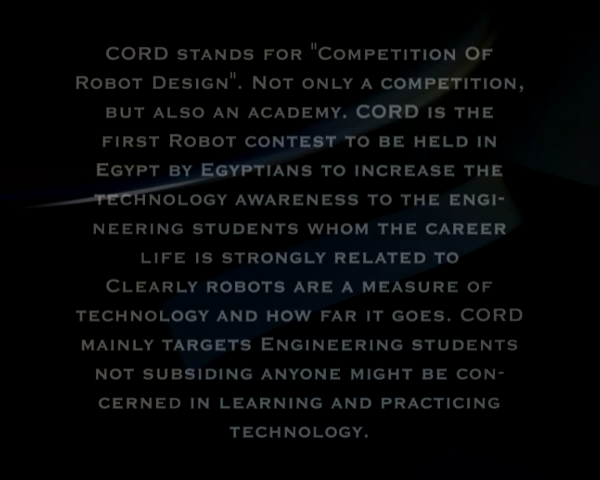 CORD stands for "Competition Of
Robot Design". Not only a competition,
but also an academy. CORD is the
first Robot contest to be held in
Egypt by Egyptians to increase the
technology awareness to the engi-
neering students whom the career
life is strongly related to
Clearly robots are a measure of
technology and how far it goes. CORD
mainly targets Engineering students
not subsiding anyone might be con-
cerned in learning and practicing
technology.